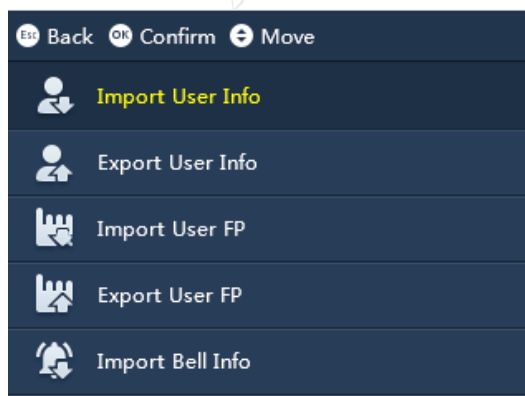 Esc Back OK Confirm Move
Import User Info
Export User Info
Import User FP
Export User FP
Import Bell Info